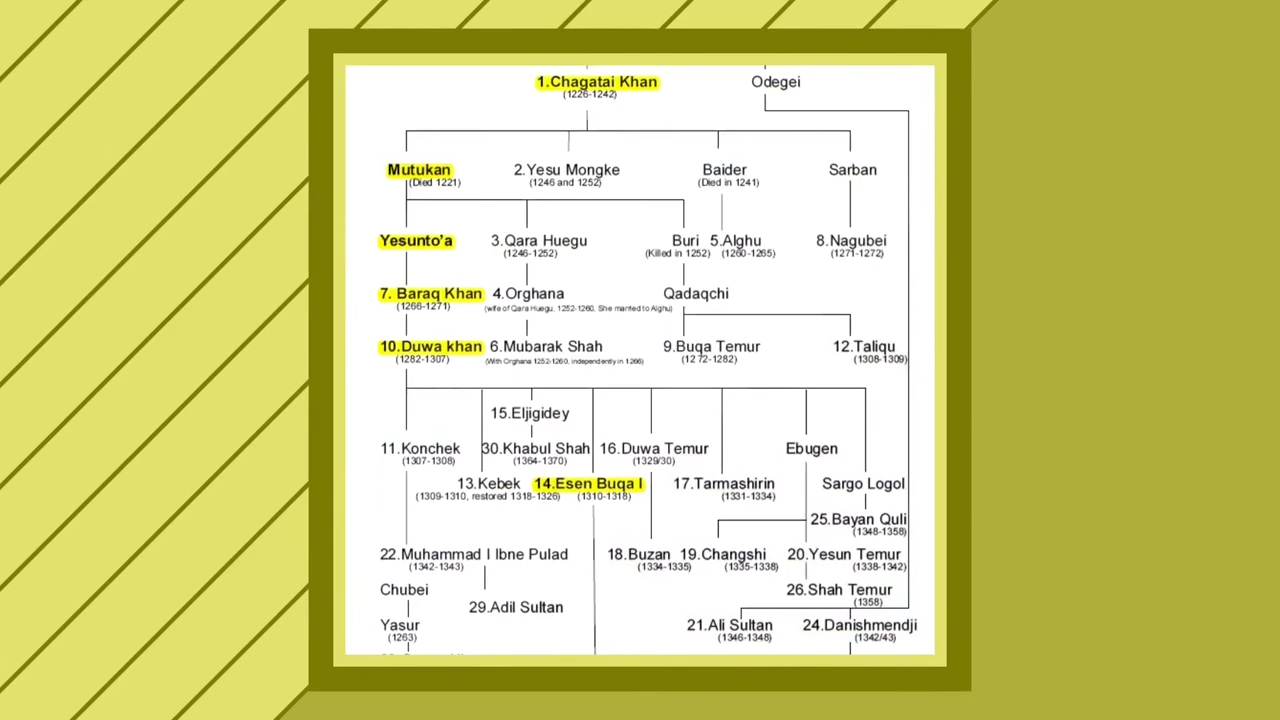 1.Chagatai Khan
(1226-1242)
Odegei
Mutukan
(Died 1221)
2.Yesu Mongke
(1246 and 1252)
Baider
(Died in 1241)
Sarban
Yesunto'a
3.Qara Huegu
(1246-1252)
Buri
(Killed in 1252)
5.Alghu
(1260-1265)
8.Nagubei
(1271-1272)
7. Baraq Khan
(1266-1271)
4.Orghana
(wife of Qara Huegu, 1252-1260, She marrted to Alghu)
Qadaqchi
10.Duwa khan
(1282-1307)
6.Mubarak Shah
(With Orghana 1252-1260, independently in 1266)
9.Buqa Temur
(1272-1282)
12.Taliqu
(1308-1309)
15.Eljigidey
11.Konchek
(1307-1308)
30.Khabul Shah
(1364-1370)
16.Duwa Temur
(1329/30)
Ebugen
13.Kebek
(1309-1310, restored 1318-1326)
14.Esen Buqa I
(1310-1318)
17.Tarmashirin
(1331-1334)
Sargo Logol
25.Bayan Quli
(1348-1358)
22.Muhammad I Ibne Pulad
(1342-1343)
18.Buzan
(1334-1335)
19.Changshi
(1335-1338)
20.Yesun Temur
(1338-1342)
Chubei
29.Adil Sultan
26.Shah Temur
(1358)
Yasur
(1263)
21.Ali Sultan
(1346-1348)
24.Danishmendji
(1342/43)